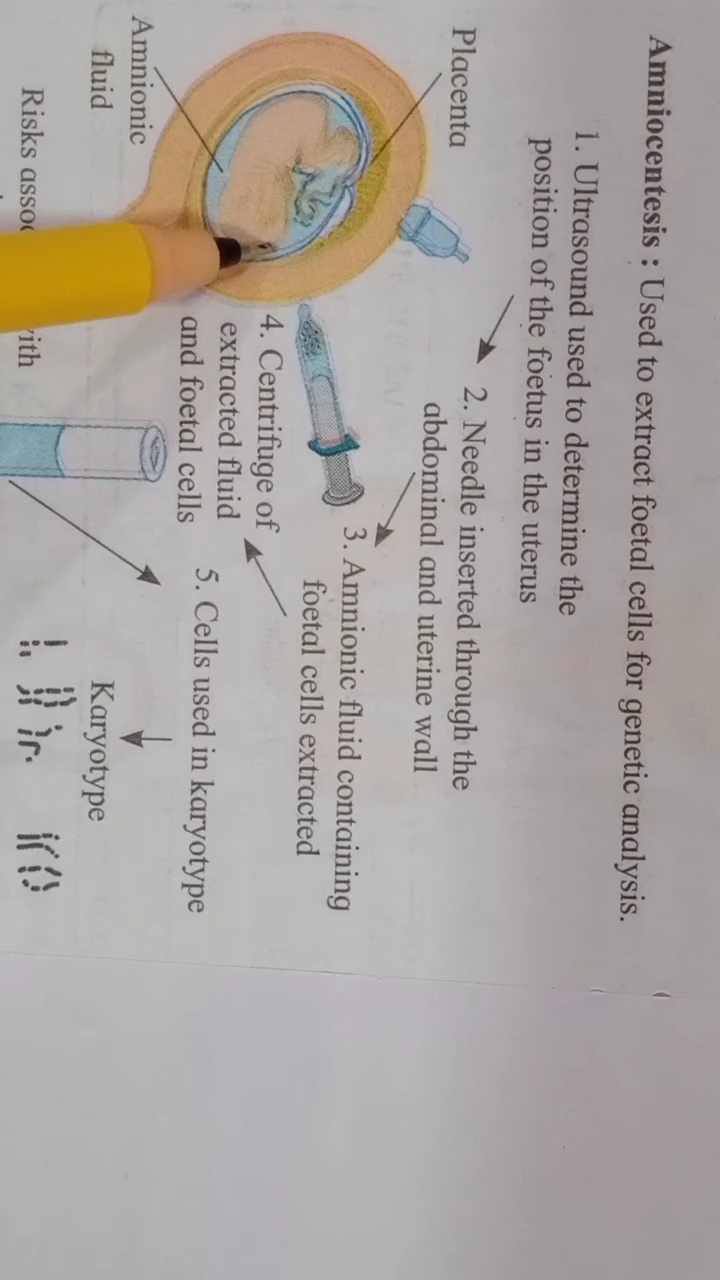 Amniocentesis : Used to extract foetal cells for genetic analysis.
1. Ultrasound used to determine the
position of the foetus in the uterus
Placenta
2. Needle inserted through the
abdominal and uterine wall
3. Amnionic fluid containing
foetal cells extracted
4. Centrifuge of
extracted fluid
and foetal cells
5. Cells used in karyotype
Amnionic
fluid
Karyotype
Risks